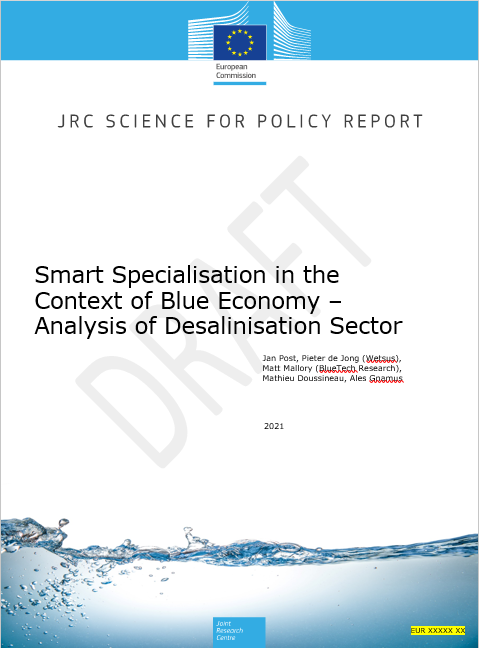 European
Commission
JRC SCIENCE FOR POLICY REPORT
DRAFT
Smart Specialisation in the
Context of Blue Economy –
Analysis of Desalinisation Sector
Jan Post, Pieter de Jong (Wetsus),
Matt Mallory (BlueTech Research),
Mathieu Doussineau, Ales Gnamus
2021
Joint
Research
Centre
EUR XXXXX XX